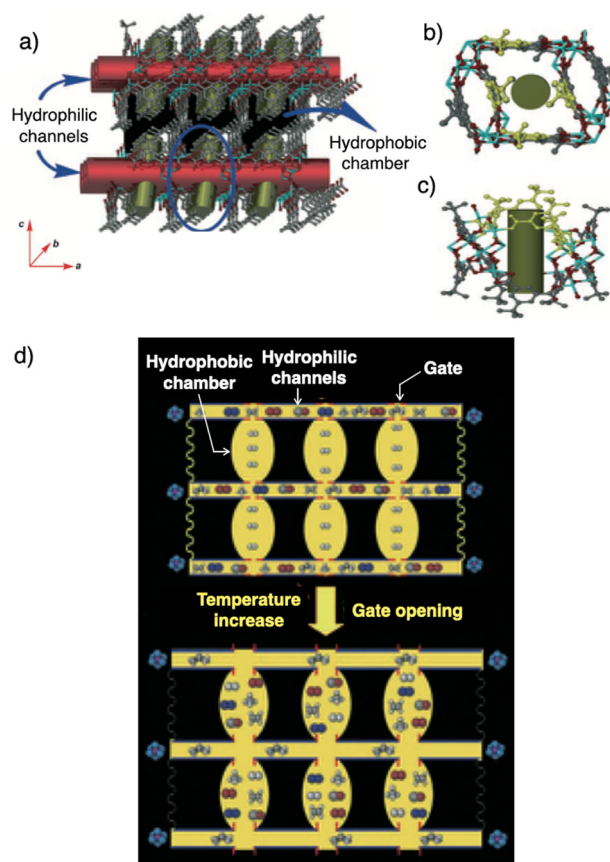 a)
Hydrophilic
channels
Hydrophobic
chamber
c
b
a
b)
c)
d)
Hydrophobic
chamber
Hydrophilic
channels
Gate
Temperature
increase
Gate opening